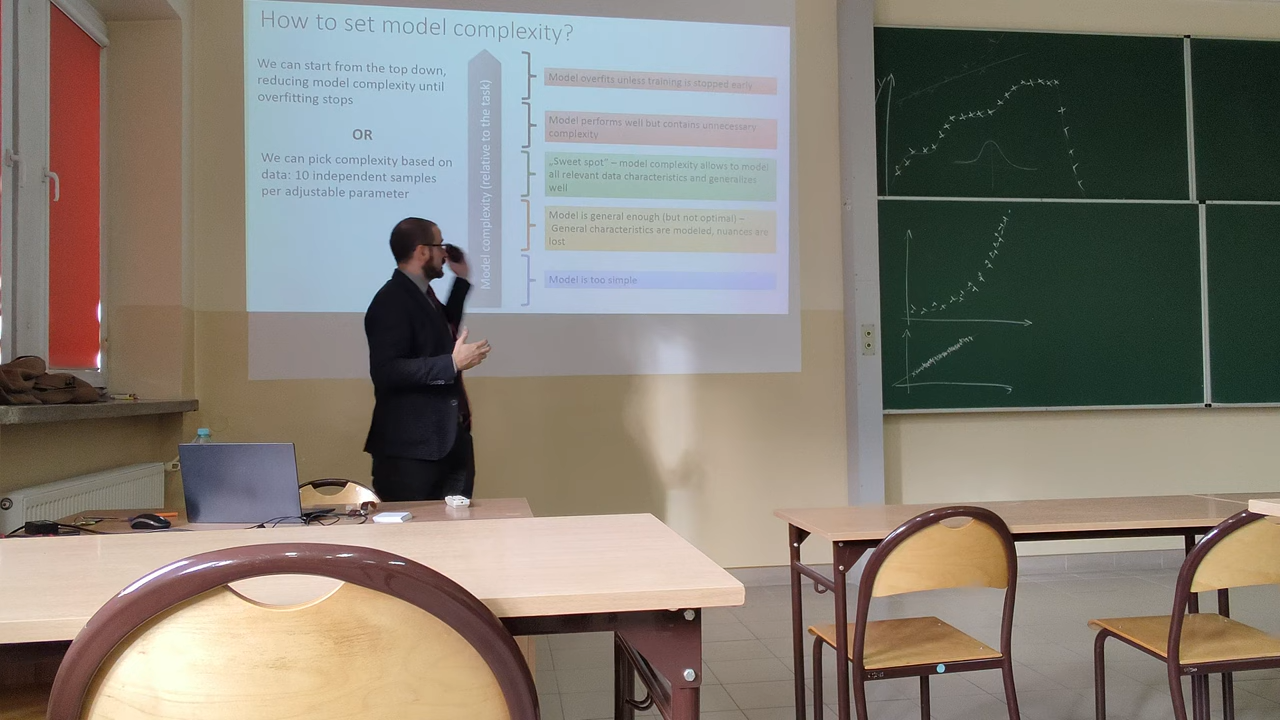 How to set model complexity?
We can start from the top down,
reducing model complexity until
overfitting stops
OR
We can pick complexity based on
data: 10 independent samples
per adjustable parameter
Model complexity (relative to the task)
Model overfits unless training is stopped early
Model performs well but contains unnecessary
complexity
„Sweet spot” – model complexity allows to model
all relevant data characteristics and generalizes
well
Model is general enough (but not optimal) –
General characteristics are modeled, nuances are
lost
Model is too simple